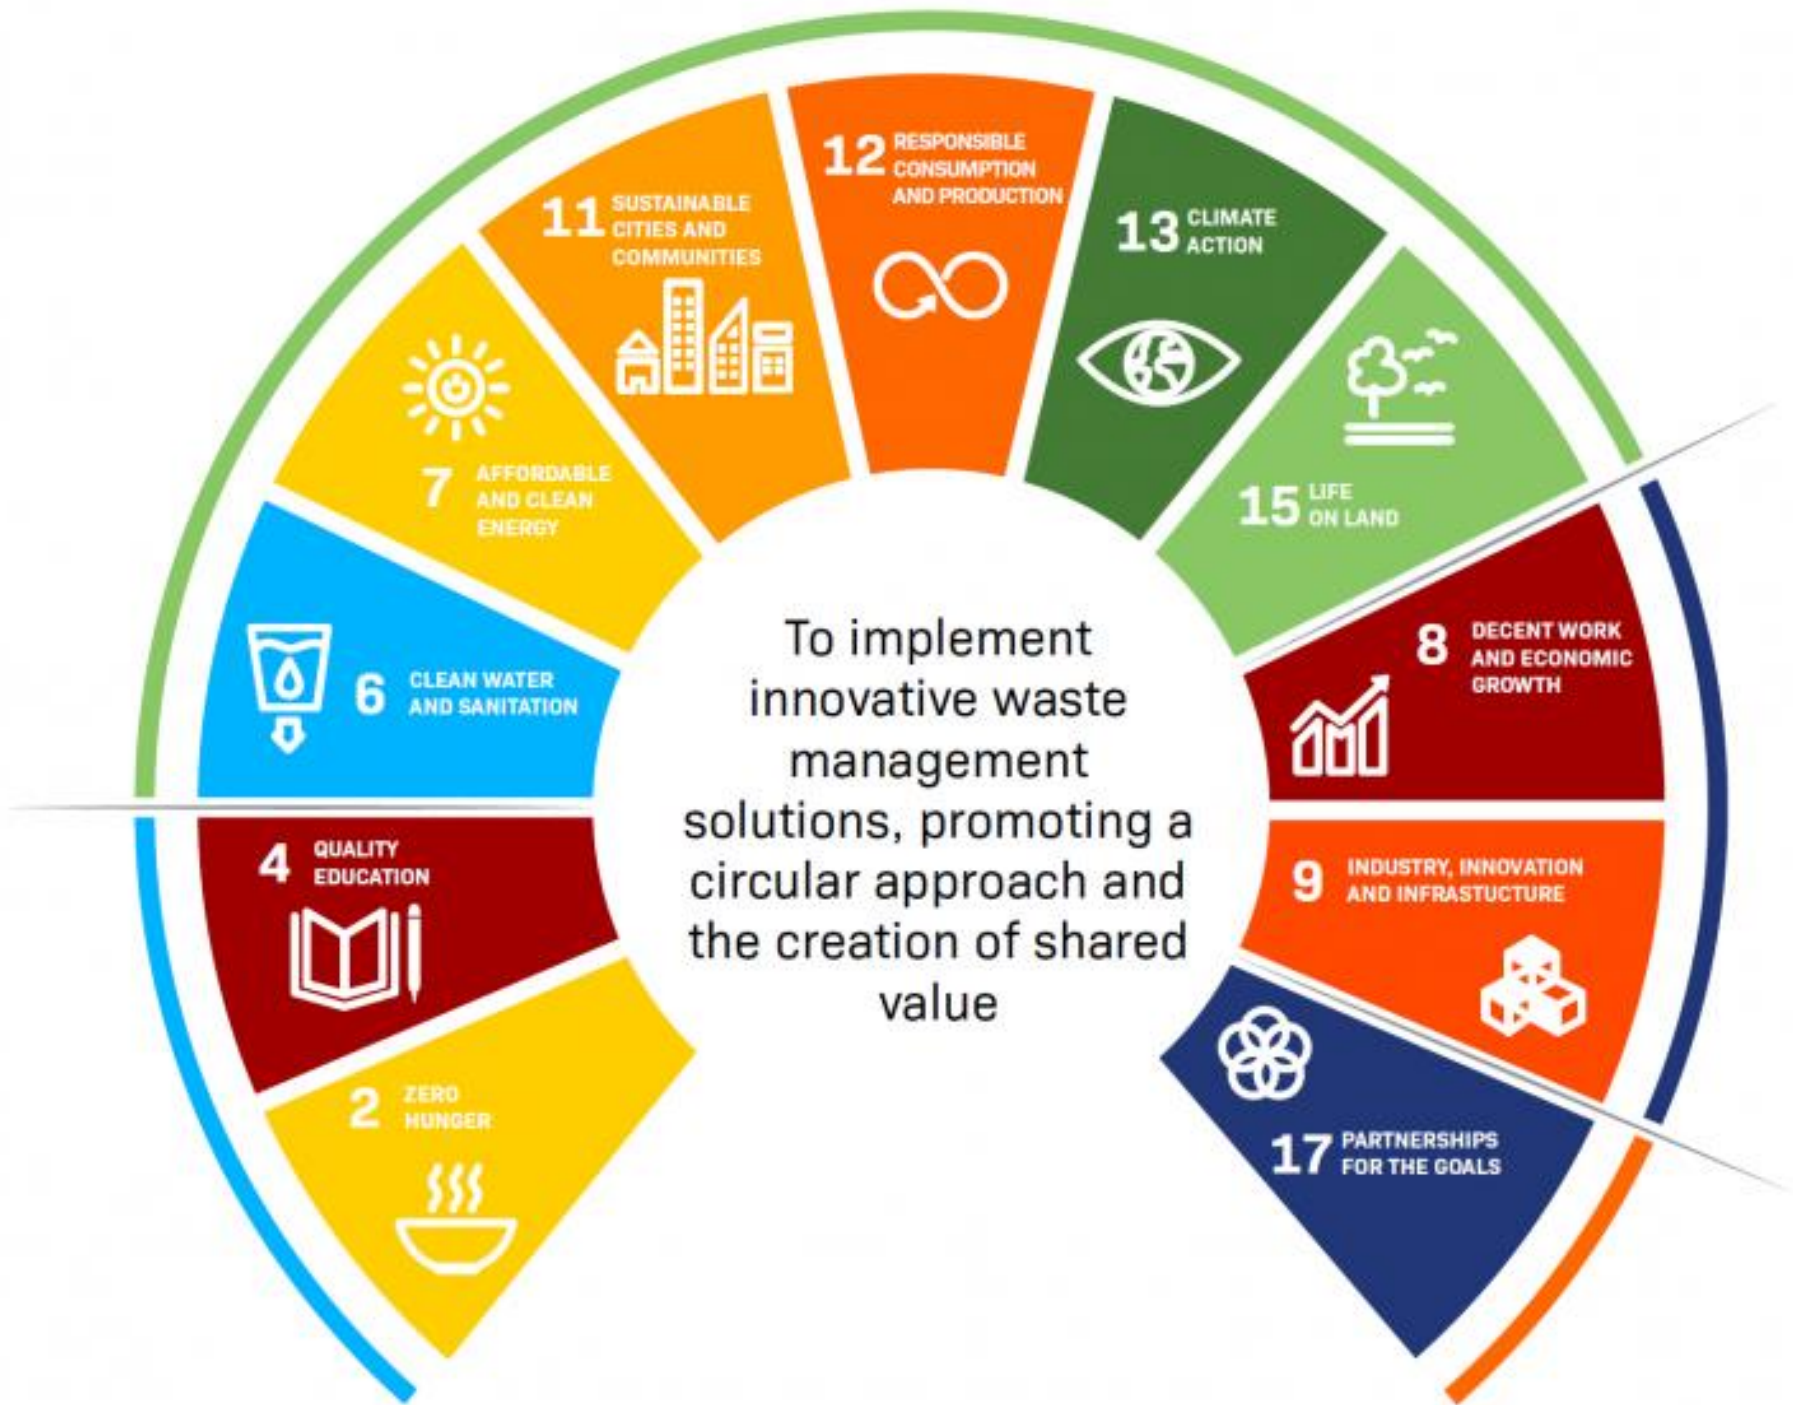 12 RESPONSIBLE
CONSUMPTION
AND PRODUCTION
11 SUSTAINABLE
CITIES AND
COMMUNITIES
13 CLIMATE
ACTION
7 AFFORDABLE
AND CLEAN
ENERGY
15 LIFE
ON LAND
6 CLEAN WATER
AND SANITATION
8 DECENT WORK
AND ECONOMIC
GROWTH
To implement
innovative waste
management
solutions, promoting a
circular approach and
the creation of shared
value
4 QUALITY
EDUCATION
9 INDUSTRY, INNOVATION
AND INFRASTUCTURE
2 ZERO
HUNGER
17 PARTNERSHIPS
FOR THE GOALS